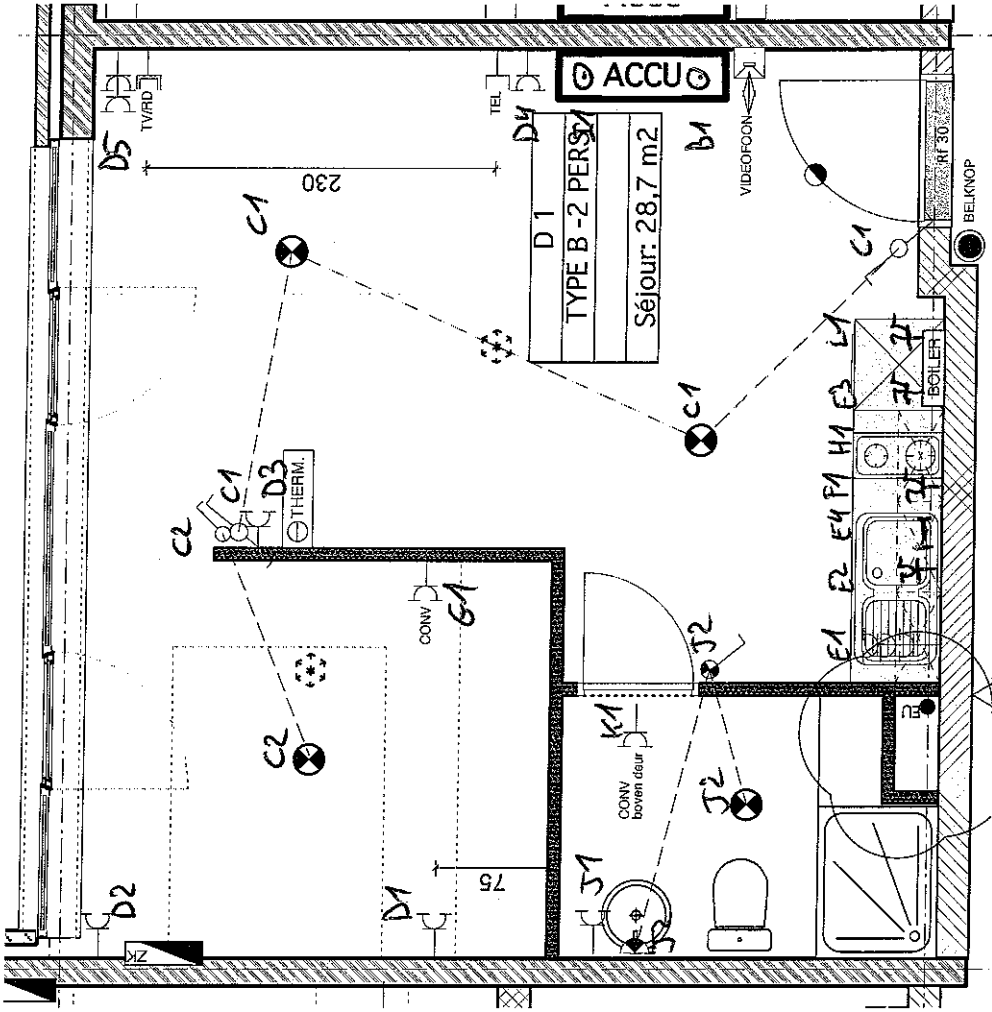 ACCU
TV/RD
TEL
D5
D4
B1
VIDEOFOON
D 1
TYPE B -2 PERS
Séjour: 28,7 m2
230
Rf 30
BELKNOP
C1
C1
C1
C1
C2
D3
THERM.
L1
E3
H1
F1
E4
E2
E1
BOILER
CONV
G1
J2
C2
K1
CONV
boven deur
J2
EU
D2
D1
75
J1
ZK